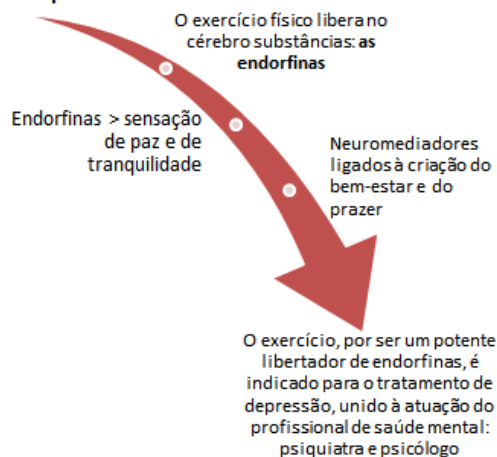 O exercício físico libera no
cérebro substâncias: as
endorfinas
Endorfinas > sensação
de paz e de
tranquilidade
Neuromediadores
ligados à criação do
bem-estar e do
prazer
O exercício, por ser um potente
libertador de endorfinas, é
indicado para o tratamento de
depressão, unido à atuação do
profissional de saúde mental:
psiquiatra e psicólogo